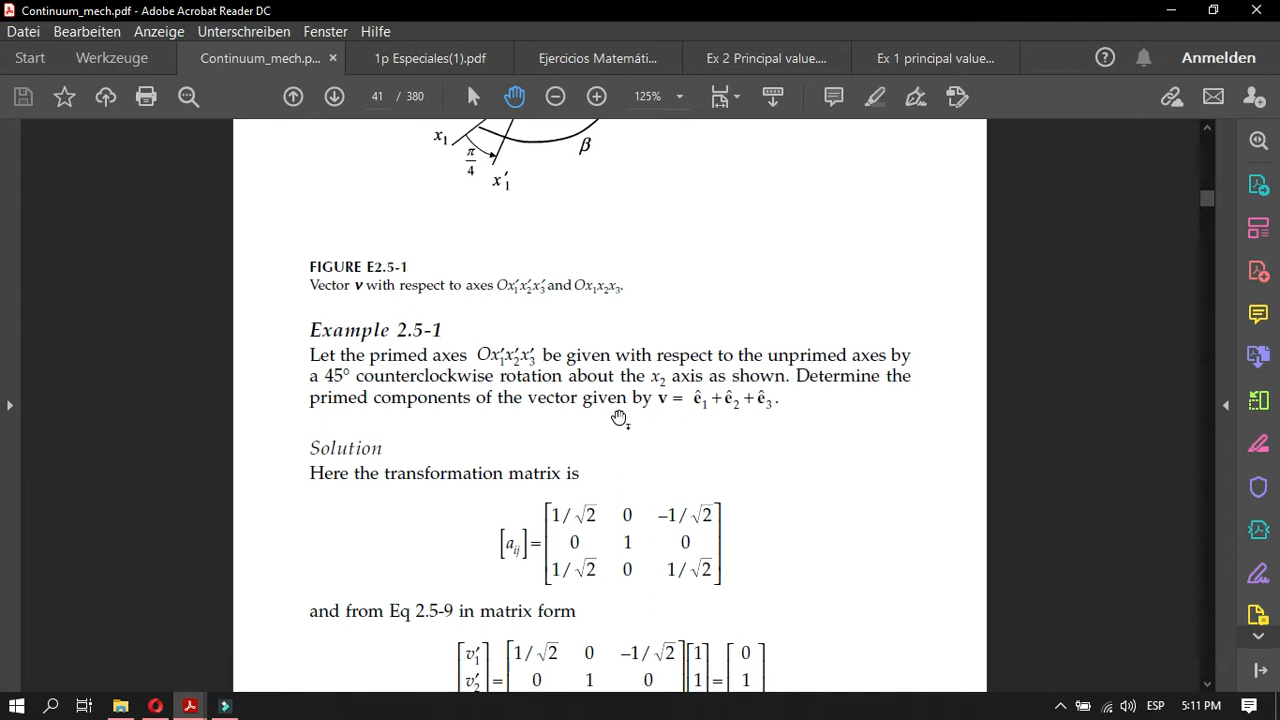 Continuum_mech.pdf - Adobe Acrobat Reader DC
Datei Bearbeiten Anzeige Unterschreiben Fenster Hilfe
Start Werkzeuge Continuum_mech.p... × 1p Especiales(1).pdf Ejercicios Matemáti... Ex 2 Principal value.... Ex 1 principal value... Anmelden
41 / 380 125%
x₁
π/4
x′₁
β
FIGURE E2.5-1
Vector v with respect to axes Ox′₁x′₂x′₃ and Ox₁x₂x₃.
Example 2.5-1
Let the primed axes Ox′₁x′₂x′₃ be given with respect to the unprimed axes by
a 45° counterclockwise rotation about the x₂ axis as shown. Determine the
primed components of the vector given by v = ê₁ + ê₂ + ê₃.
Solution
Here the transformation matrix is
1/√2 0 –1/√2
[aᵢⱼ] = 0 1 0
1/√2 0 1/√2
and from Eq 2.5-9 in matrix form
v′₁ 1/√2 0 –1/√2 1 0
v′₂ = 0 1 0 1 = 1
ESP 5:11 PM